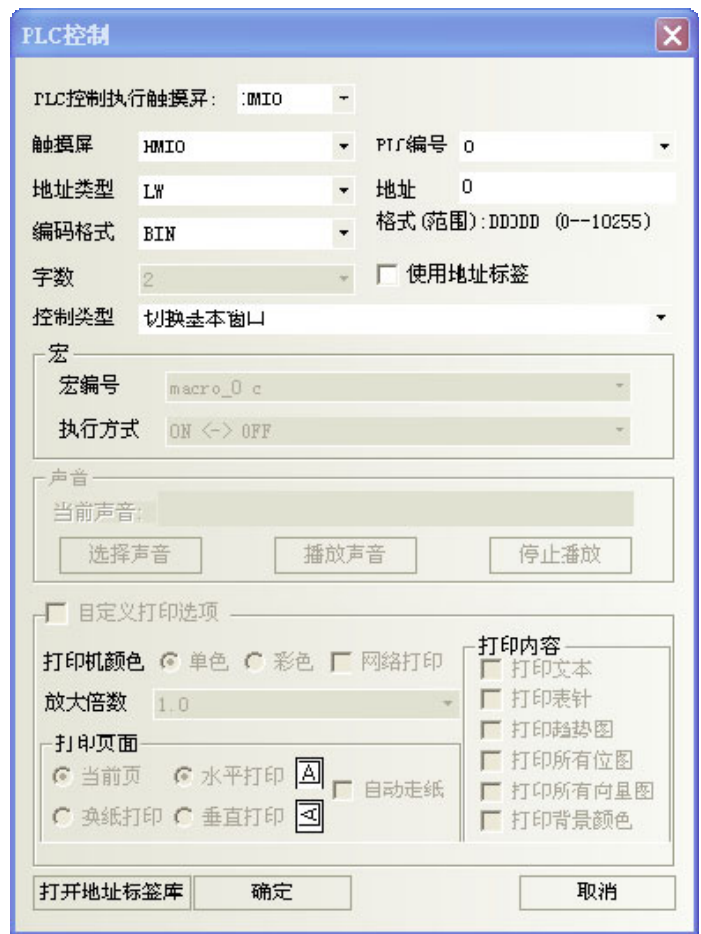 PLC控制
PLC控制执行触摸屏: HMI0
触摸屏 HMI0 PLC编号 0
地址类型 LW 地址 0
编码格式 BIN 格式(范围):DDDDD (0--10255)
字数 2 使用地址标签
控制类型 切换基本窗口
宏
宏编号 macro_0 c
执行方式 ON <-> OFF
声音
当前声音:
选择声音 播放声音 停止播放
自定义打印选项
打印机颜色 单色 彩色 网络打印
放大倍数 1.0
打印页面
当前页 水平打印 A 自动走纸
换纸打印 垂直打印 A
打印内容
打印文本
打印表针
打印趋势图
打印所有位图
打印所有向量图
打印背景颜色
打开地址标签库 确定 取消